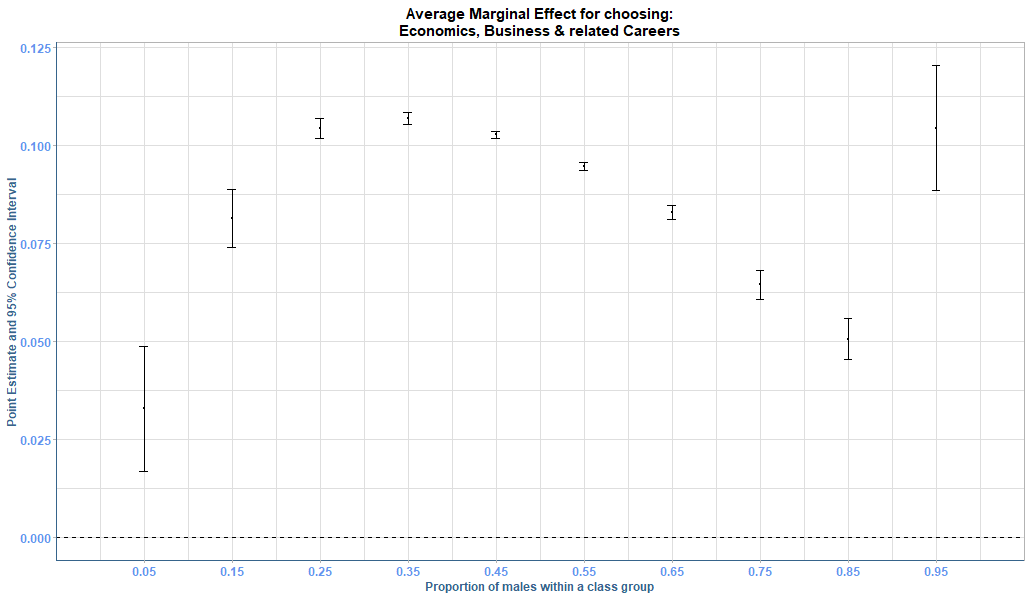 Average Marginal Effect for choosing:
Economics, Business & related Careers
Point Estimate and 95% Confidence Interval
0.125
0.100
0.075
0.050
0.025
0.000
0.05 0.15 0.25 0.35 0.45 0.55 0.65 0.75 0.85 0.95
Proportion of males within a class group